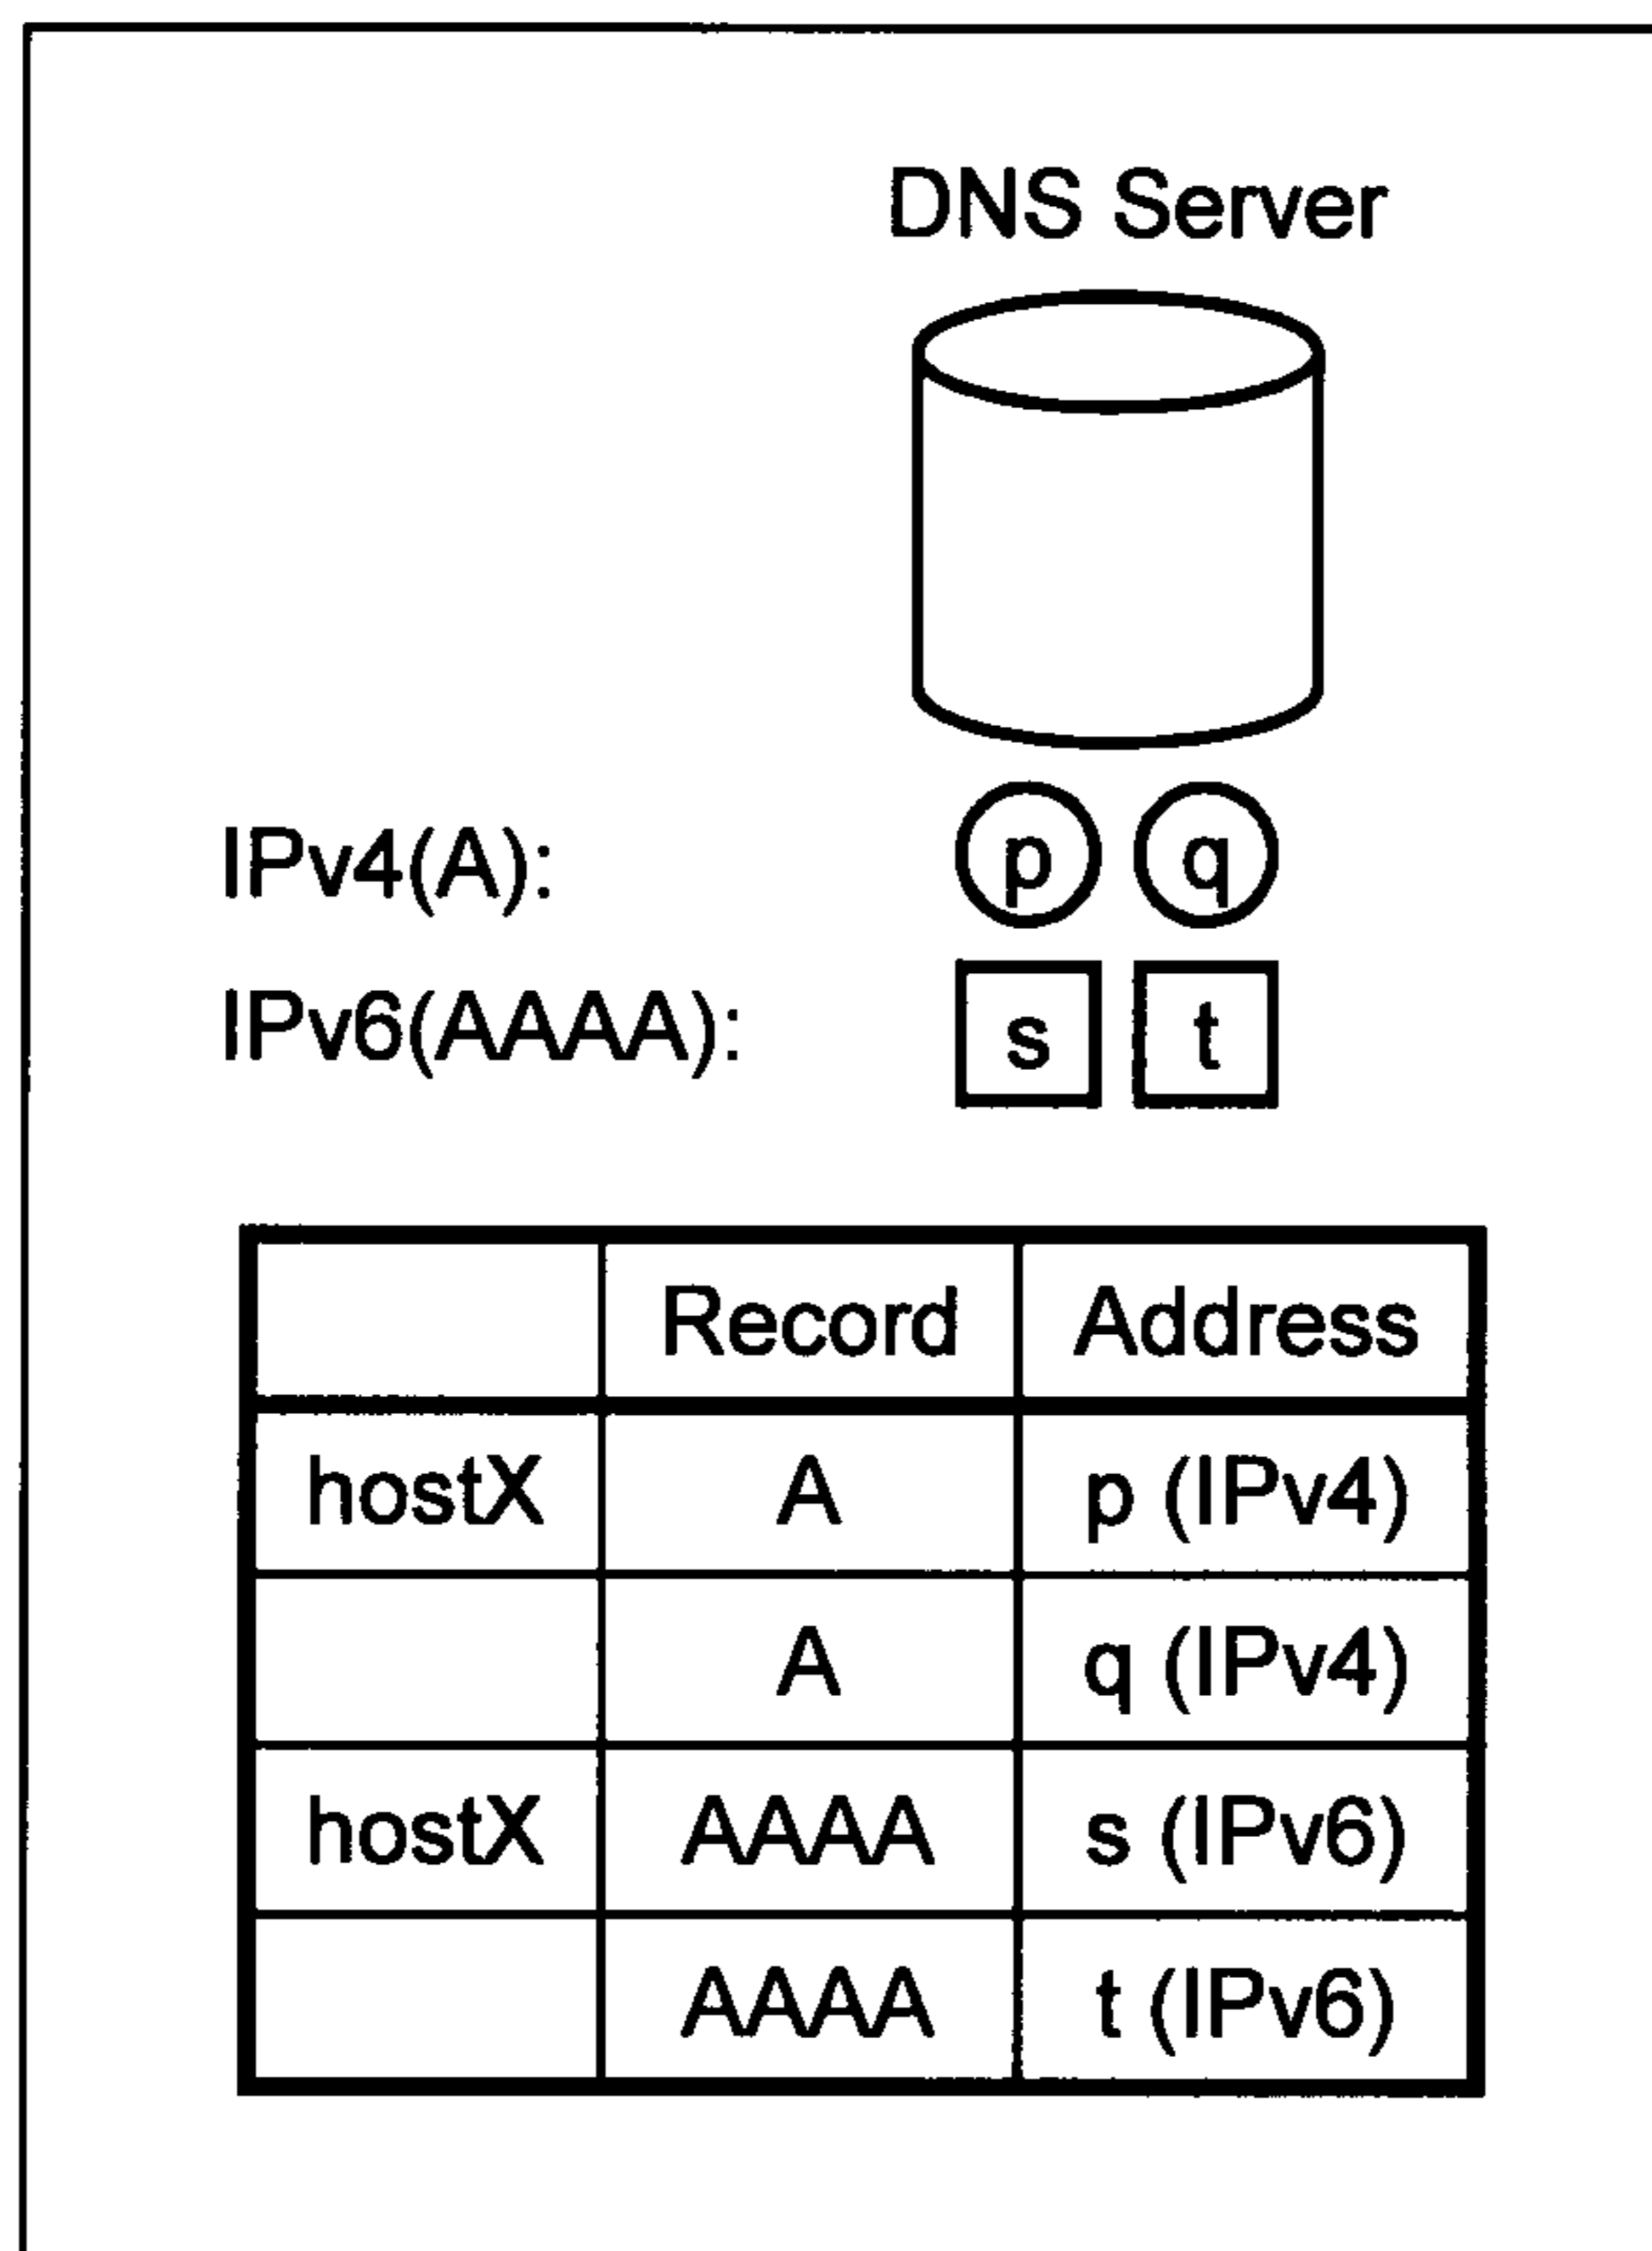 DNS Server
IPv4(A): p q
IPv6(AAAA): s t
Record Address
hostX A p (IPv4)
A q (IPv4)
hostX AAAA s (IPv6)
AAAA t (IPv6)